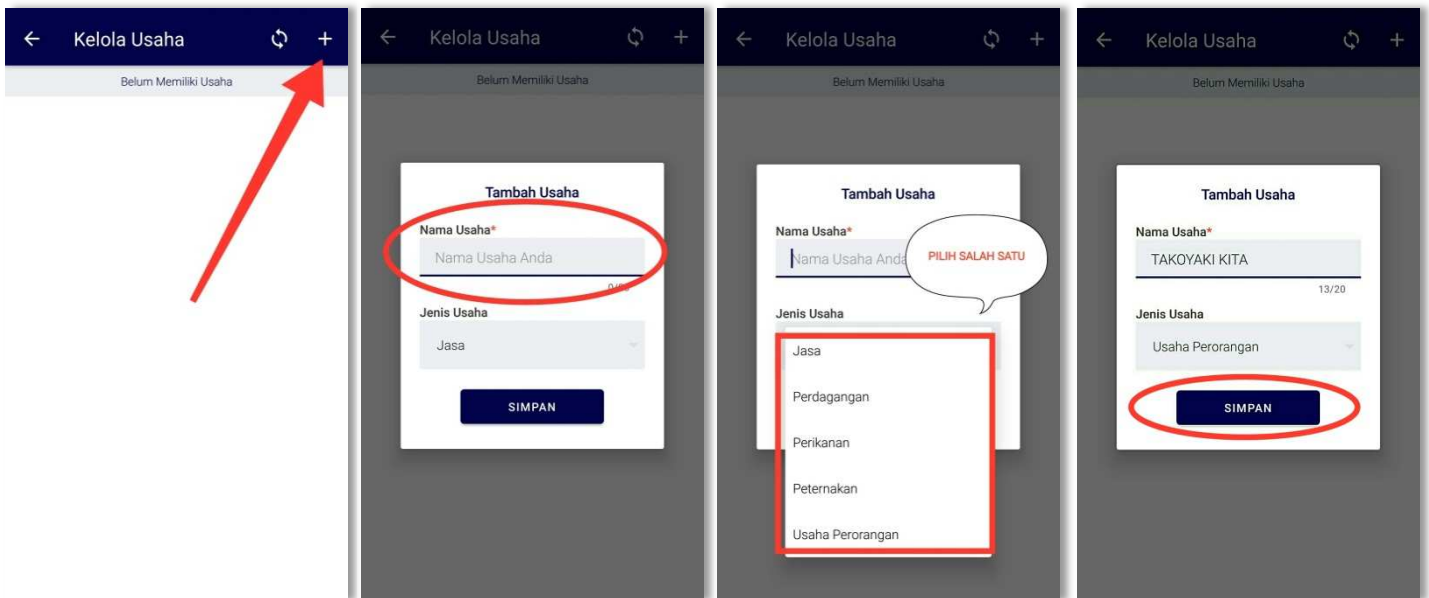 Kelola Usaha
Belum Memiliki Usaha
Kelola Usaha
Belum Memiliki Usaha
Tambah Usaha
Nama Usaha*
Nama Usaha Anda
Jenis Usaha
Jasa
SIMPAN
Kelola Usaha
Belum Memiliki Usaha
Tambah Usaha
Nama Usaha*
Nama Usaha Anda
PILIH SALAH SATU
Jenis Usaha
Jasa
Perdagangan
Perikanan
Peternakan
Usaha Perorangan
Kelola Usaha
Belum Memiliki Usaha
Tambah Usaha
Nama Usaha*
TAKOYAKI KITA
13/20
Jenis Usaha
Usaha Perorangan
SIMPAN